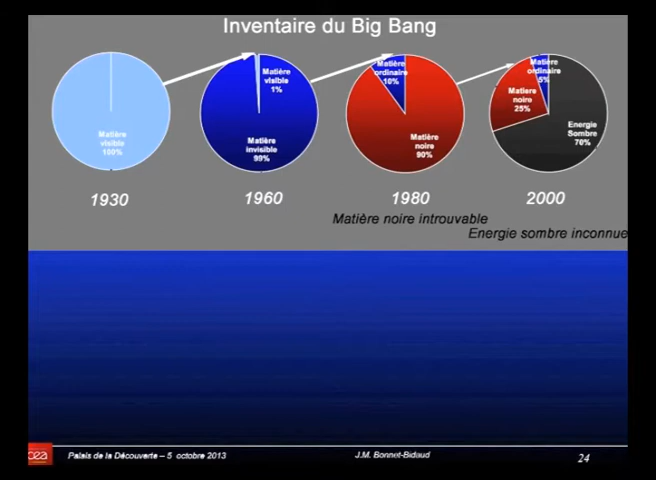 Inventaire du Big Bang
Matière
visible
100%
Matière
visible
1%
Matière
invisible
99%
Matière
ordinaire
10%
Matière
noire
90%
Matière
ordinaire
5%
Matière
noire
25%
Energie
Sombre
70%
1930
1960
1980
2000
Matière noire introuvable
Energie sombre inconnue
cea
Palais de la Découverte – 5 octobre 2013
J.M. Bonnet-Bidaud
24